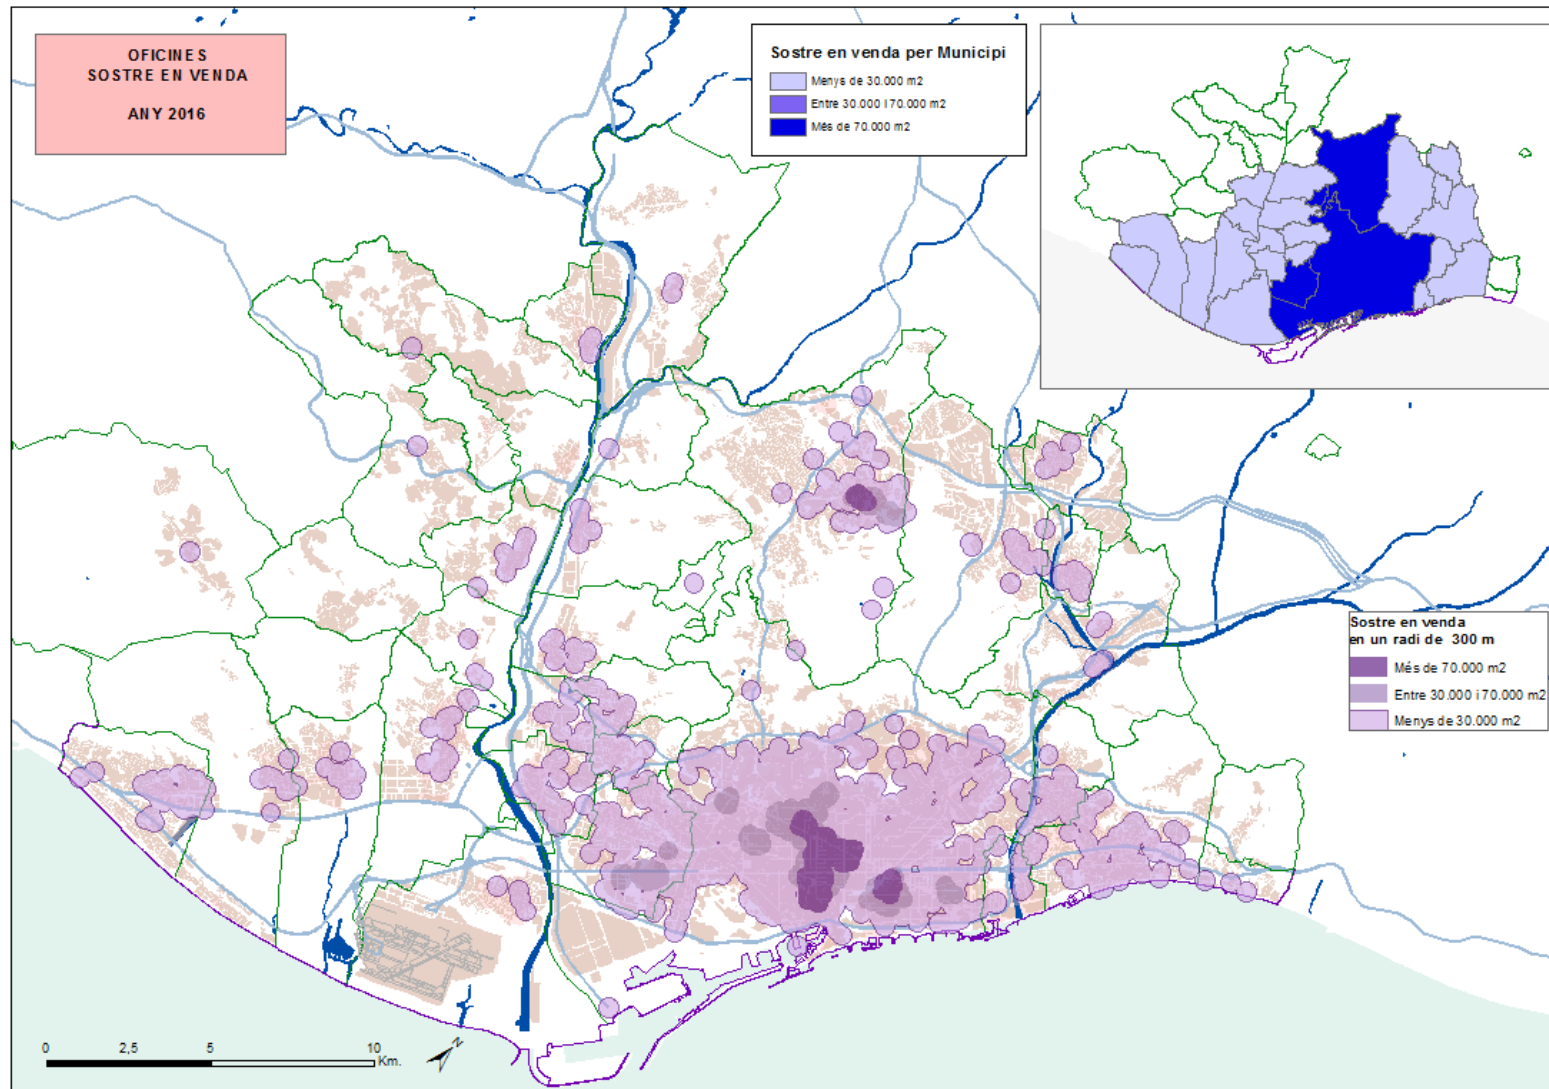 OFICINES
SOSTRE EN VENDA
ANY 2016
Sostre en venda per Municipi
Menys de 30.000 m2
Entre 30.000 I 70.000 m2
Més de 70.000 m2
Sostre en venda
en un radi de 300 m
Més de 70.000 m2
Entre 30.000 i 70.000 m2
Menys de 30.000 m2
0 2,5 5 10
Km.
N